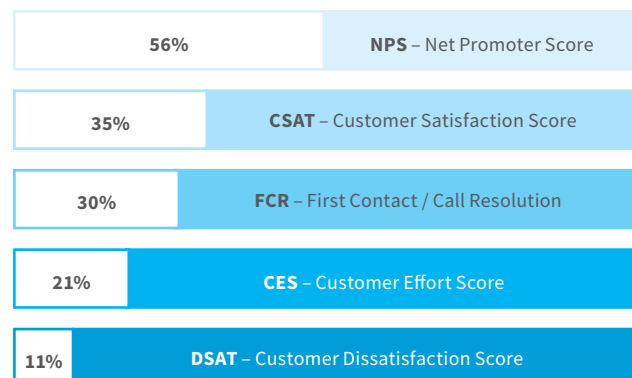 56% NPS – Net Promoter Score
35% CSAT – Customer Satisfaction Score
30% FCR – First Contact / Call Resolution
21% CES – Customer Effort Score
11% DSAT – Customer Dissatisfaction Score